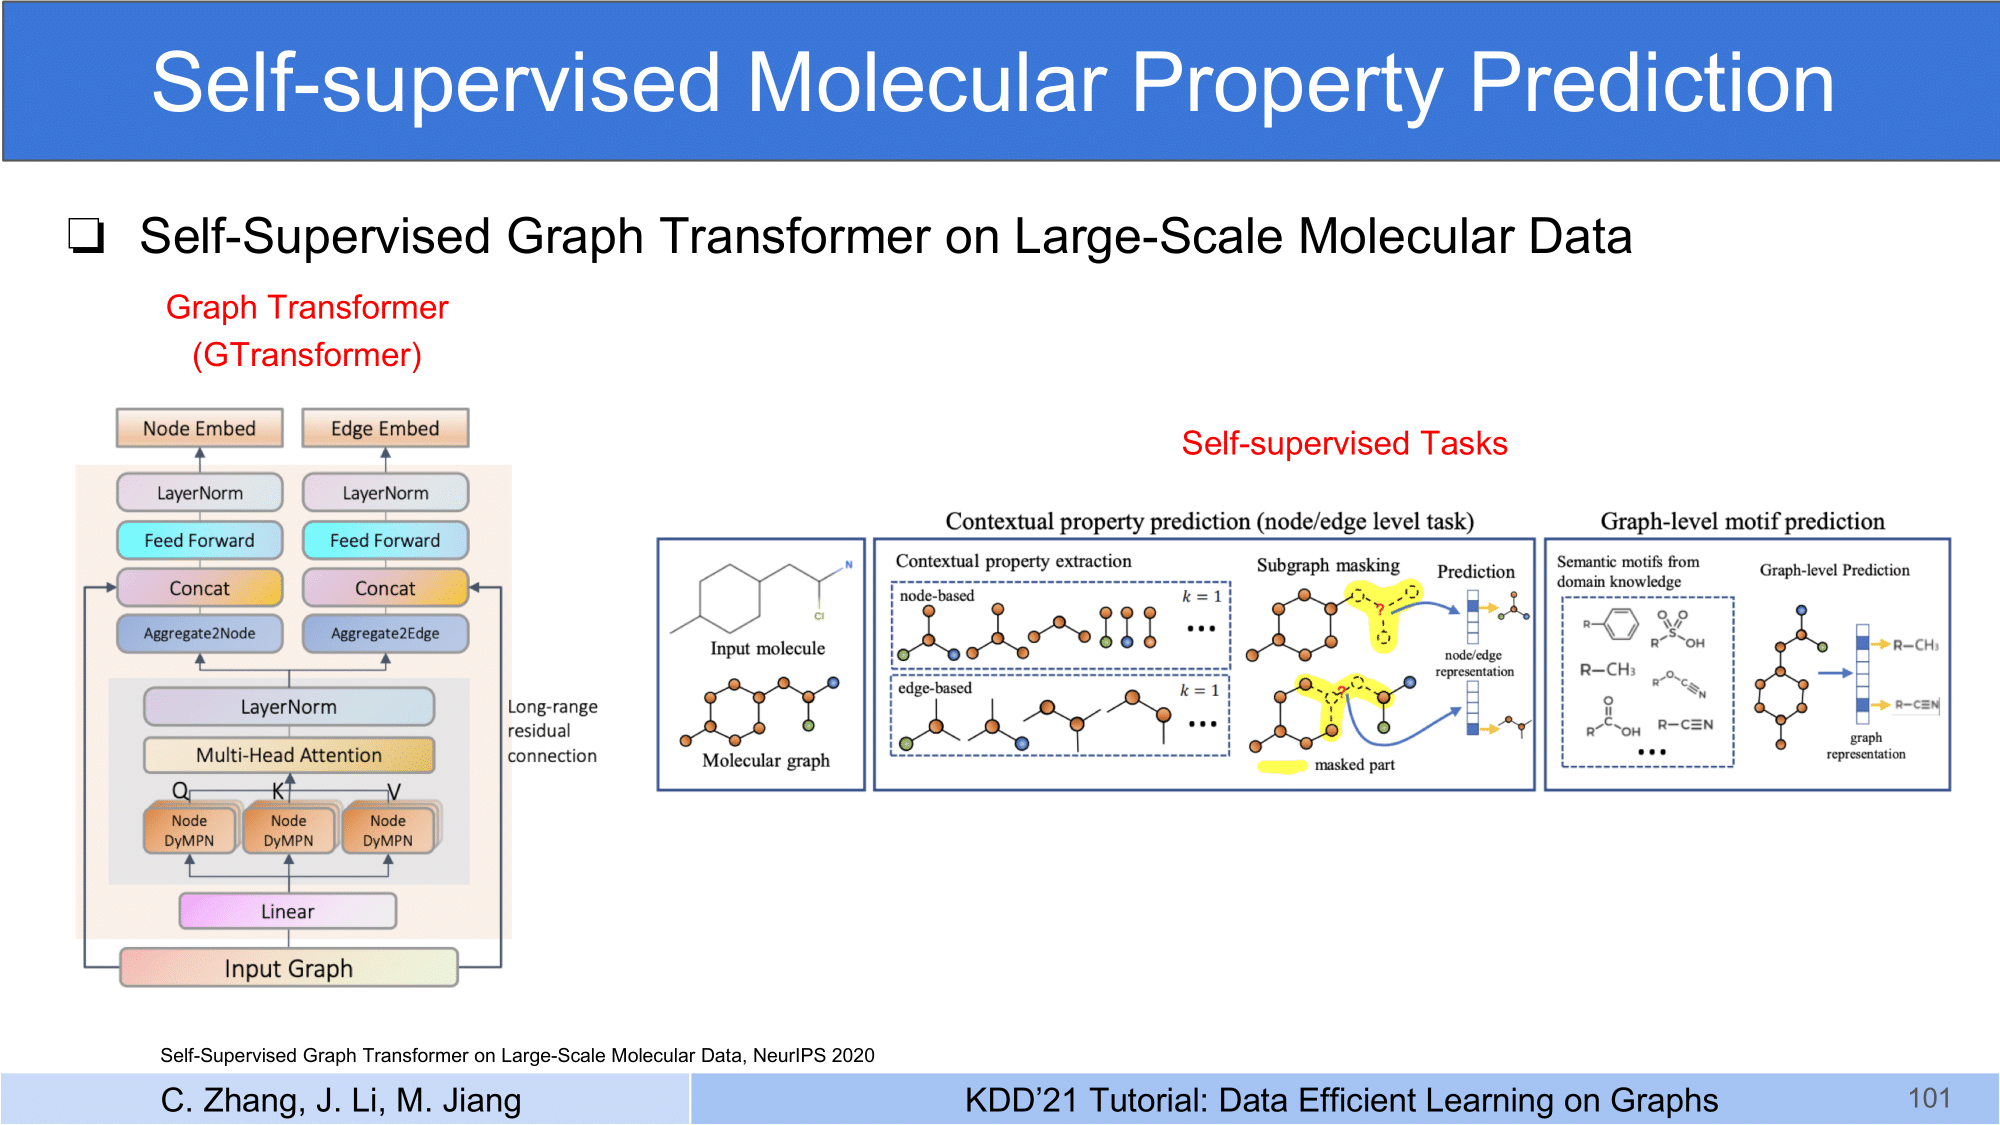 Self-supervised Molecular Property Prediction
❏ Self-Supervised Graph Transformer on Large-Scale Molecular Data
Graph Transformer
(GTransformer)
Node Embed
Edge Embed
LayerNorm
LayerNorm
Feed Forward
Feed Forward
Concat
Concat
Aggregate2Node
Aggregate2Edge
LayerNorm
Multi-Head Attention
Q
K
V
Node
DyMPN
Node
DyMPN
Node
DyMPN
Linear
Input Graph
Long-range
residual
connection
Self-supervised Tasks
Contextual property prediction (node/edge level task)
Graph-level motif prediction
N
Cl
Input molecule
Molecular graph
Contextual property extraction
node-based
k = 1
...
edge-based
k = 1
...
Subgraph masking
?
?
masked part
Prediction
node/edge
representation
Semantic motifs from
domain knowledge
R
O O
S
R OH
R—CH₃
R O C N
O
C
R OH
R—C≡N
...
Graph-level Prediction
R—CH₃
R—C≡N
graph
representation
Self-Supervised Graph Transformer on Large-Scale Molecular Data, NeurIPS 2020
C. Zhang, J. Li, M. Jiang
KDD’21 Tutorial: Data Efficient Learning on Graphs
101